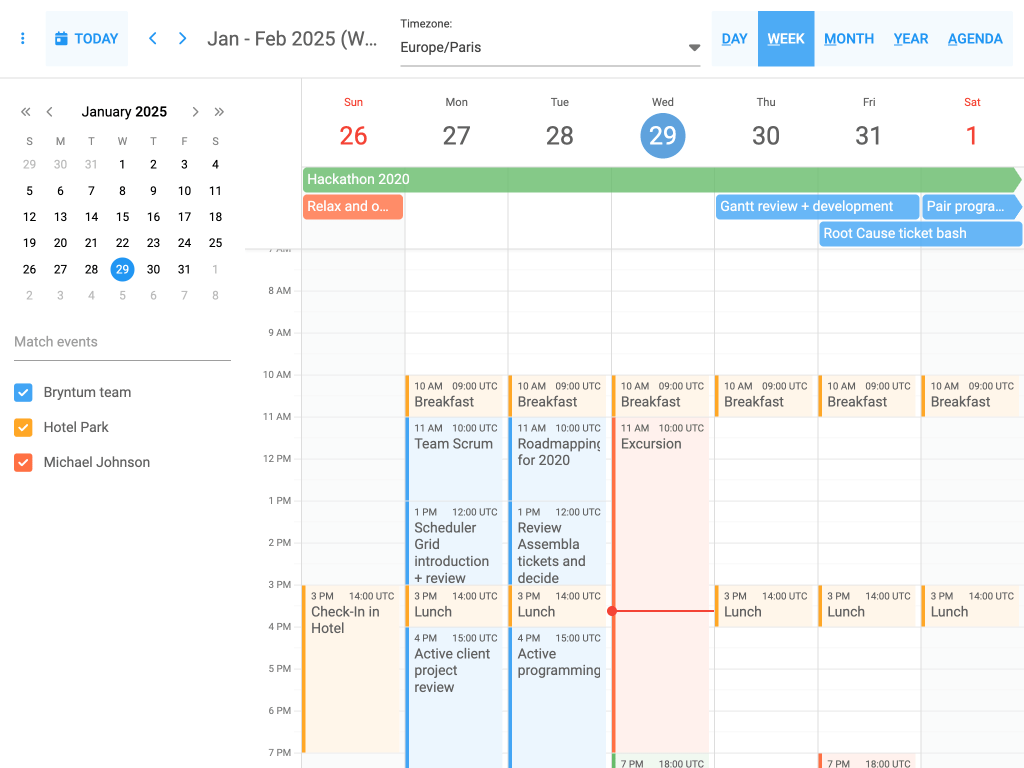 TODAY
Jan - Feb 2025 (W...
Timezone:
Europe/Paris
DAY WEEK MONTH YEAR AGENDA
January 2025
S M T W T F S
29 30 31 1 2 3 4
5 6 7 8 9 10 11
12 13 14 15 16 17 18
19 20 21 22 23 24 25
26 27 28 29 30 31 1
2 3 4 5 6 7 8
Match events
Bryntum team
Hotel Park
Michael Johnson
Sun Mon Tue Wed Thu Fri Sat
26 27 28 29 30 31 1
Hackathon 2020
Relax and o...
Gantt review + development
Pair progra...
Root Cause ticket bash
7 AM
8 AM
9 AM
10 AM
11 AM
12 PM
1 PM
2 PM
3 PM
4 PM
5 PM
6 PM
7 PM
3 PM 14:00 UTC
Check-In in
Hotel
10 AM 09:00 UTC
Breakfast
11 AM 10:00 UTC
Team Scrum
1 PM 12:00 UTC
Scheduler
Grid
introduction
+ review
3 PM 14:00 UTC
Lunch
4 PM 15:00 UTC
Active client
project
review
10 AM 09:00 UTC
Breakfast
11 AM 10:00 UTC
Roadmapping
for 2020
1 PM 12:00 UTC
Review
Assembla
tickets and
decide
3 PM 14:00 UTC
Lunch
4 PM 15:00 UTC
Active
programming
10 AM 09:00 UTC
Breakfast
11 AM 10:00 UTC
Excursion
7 PM 18:00 UTC
10 AM 09:00 UTC
Breakfast
3 PM 14:00 UTC
Lunch
10 AM 09:00 UTC
Breakfast
3 PM 14:00 UTC
Lunch
7 PM 18:00 UTC
10 AM 09:00 UTC
Breakfast
3 PM 14:00 UTC
Lunch